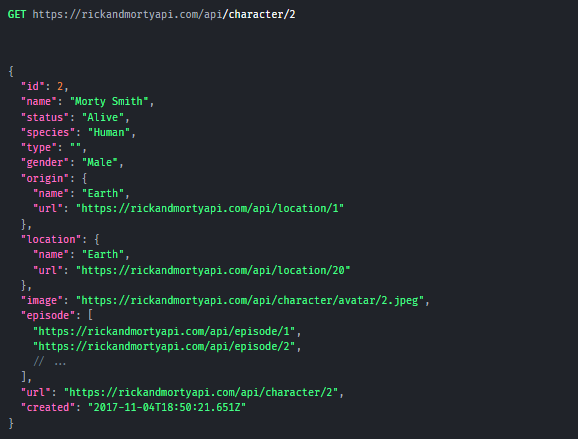 GET https://rickandmortyapi.com/api/character/2
{
"id": 2,
"name": "Morty Smith",
"status": "Alive",
"species": "Human",
"type": "",
"gender": "Male",
"origin": {
"name": "Earth",
"url": "https://rickandmortyapi.com/api/location/1"
},
"location": {
"name": "Earth",
"url": "https://rickandmortyapi.com/api/location/20"
},
"image": "https://rickandmortyapi.com/api/character/avatar/2.jpeg",
"episode": [
"https://rickandmortyapi.com/api/episode/1",
"https://rickandmortyapi.com/api/episode/2",
// ...
],
"url": "https://rickandmortyapi.com/api/character/2",
"created": "2017-11-04T18:50:21.651Z"
}